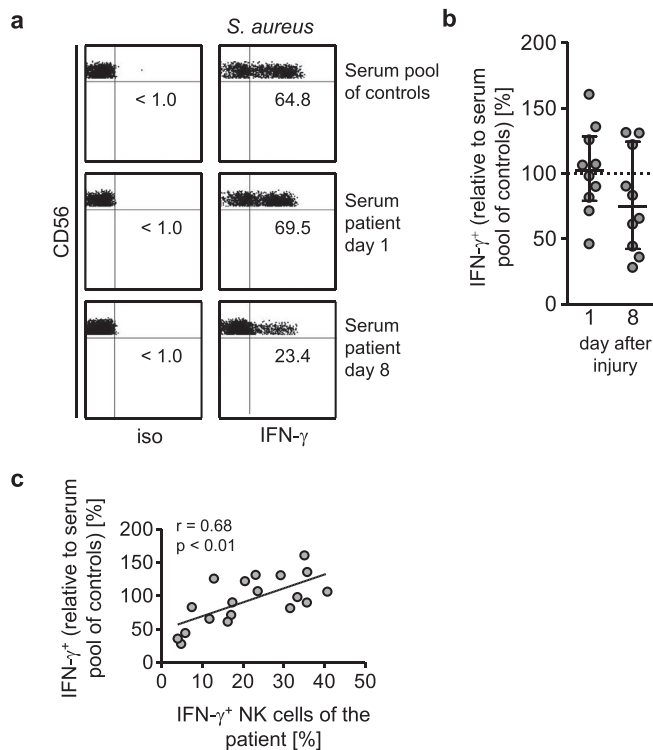 a
S. aureus
CD56
< 1.0
64.8
Serum pool
of controls
< 1.0
69.5
Serum
patient
day 1
< 1.0
23.4
Serum
patient
day 8
iso
IFN-γ
b
IFN-γ⁺ (relative to serum
pool of controls) [%]
200
150
100
50
0
1
8
day after
injury
c
IFN-γ⁺ (relative to serum
pool of controls) [%]
r = 0.68
p < 0.01
200
150
100
50
0
0
10
20
30
40
50
IFN-γ⁺ NK cells of the
patient [%]